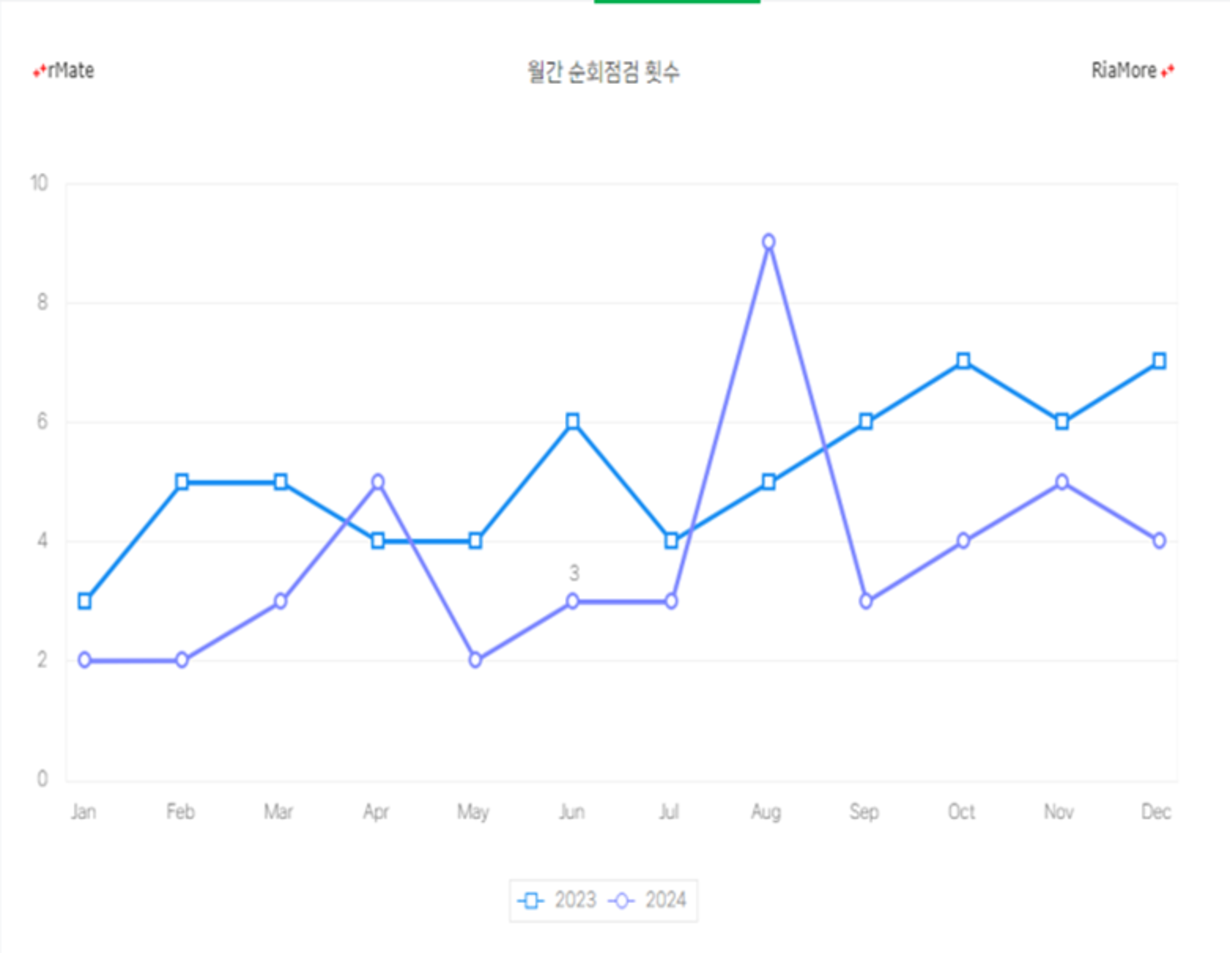 rMate
월간 순회점검 횟수
RiaMore
10
8
6
4
3
2
0
Jan Feb Mar Apr May Jun Jul Aug Sep Oct Nov Dec
2023 2024